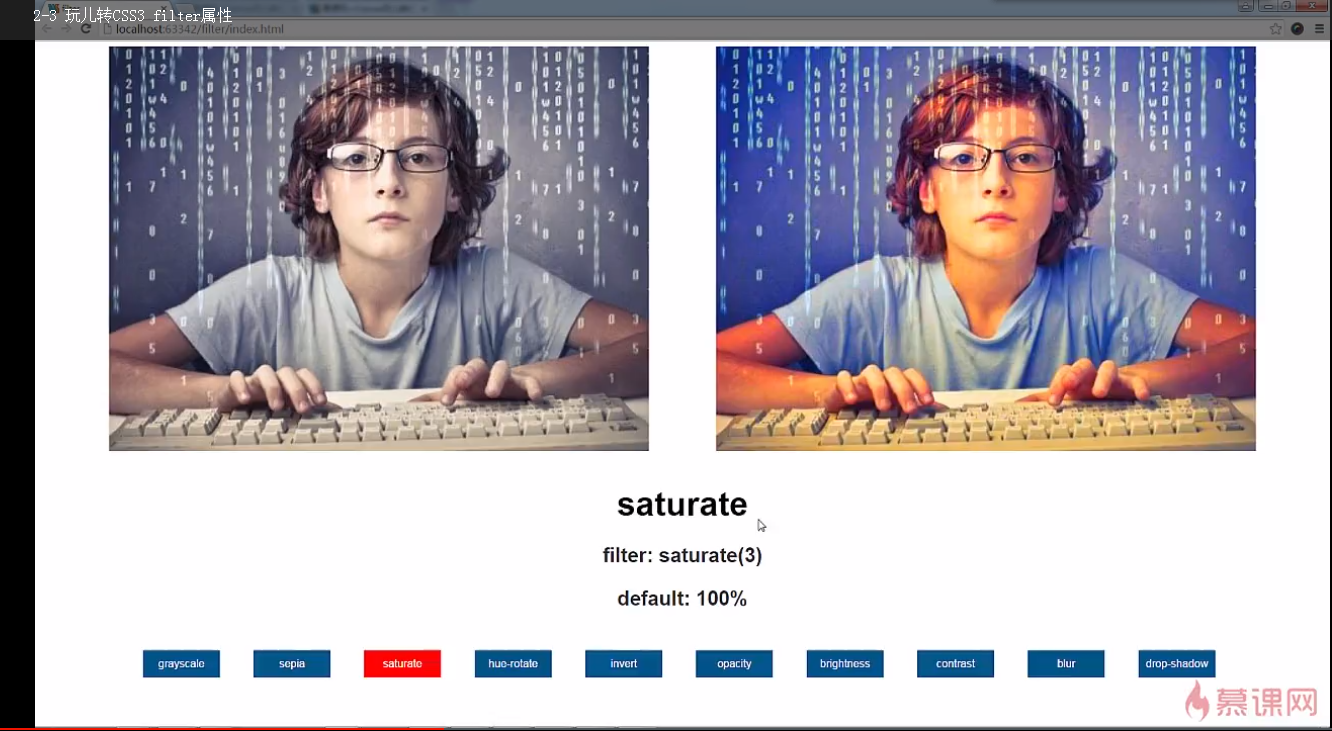 2-3 玩儿转CSS3 filter属性
localhost:63342/filter/index.html
saturate
filter: saturate(3)
default: 100%
grayscale
sepia
saturate
hue-rotate
invert
opacity
brightness
contrast
blur
drop-shadow
慕课网